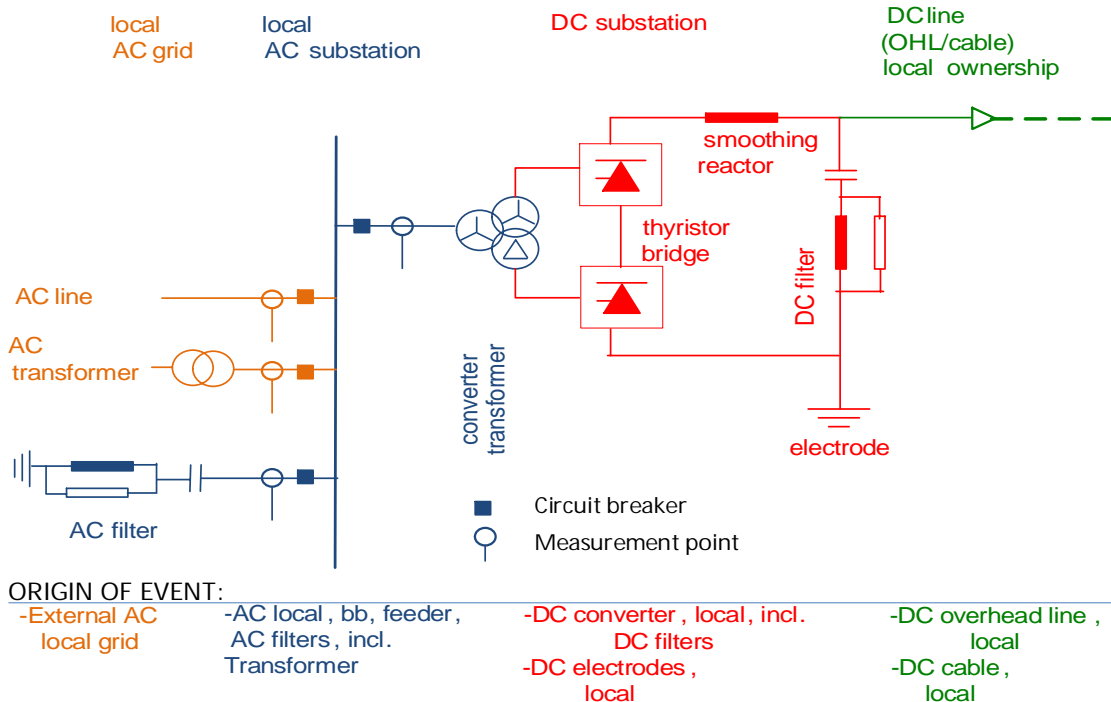 local
AC grid
local
AC substation
DC substation
DC line
(OHL/cable)
local ownership
smoothing
reactor
thyristor
bridge
DC filter
AC line
AC
transformer
converter
transformer
electrode
AC filter
Circuit breaker
Measurement point
ORIGIN OF EVENT:
-External AC
local grid
-AC local, bb, feeder,
AC filters, incl.
Transformer
-DC converter, local, incl.
DC filters
-DC electrodes,
local
-DC overhead line,
local
-DC cable,
local